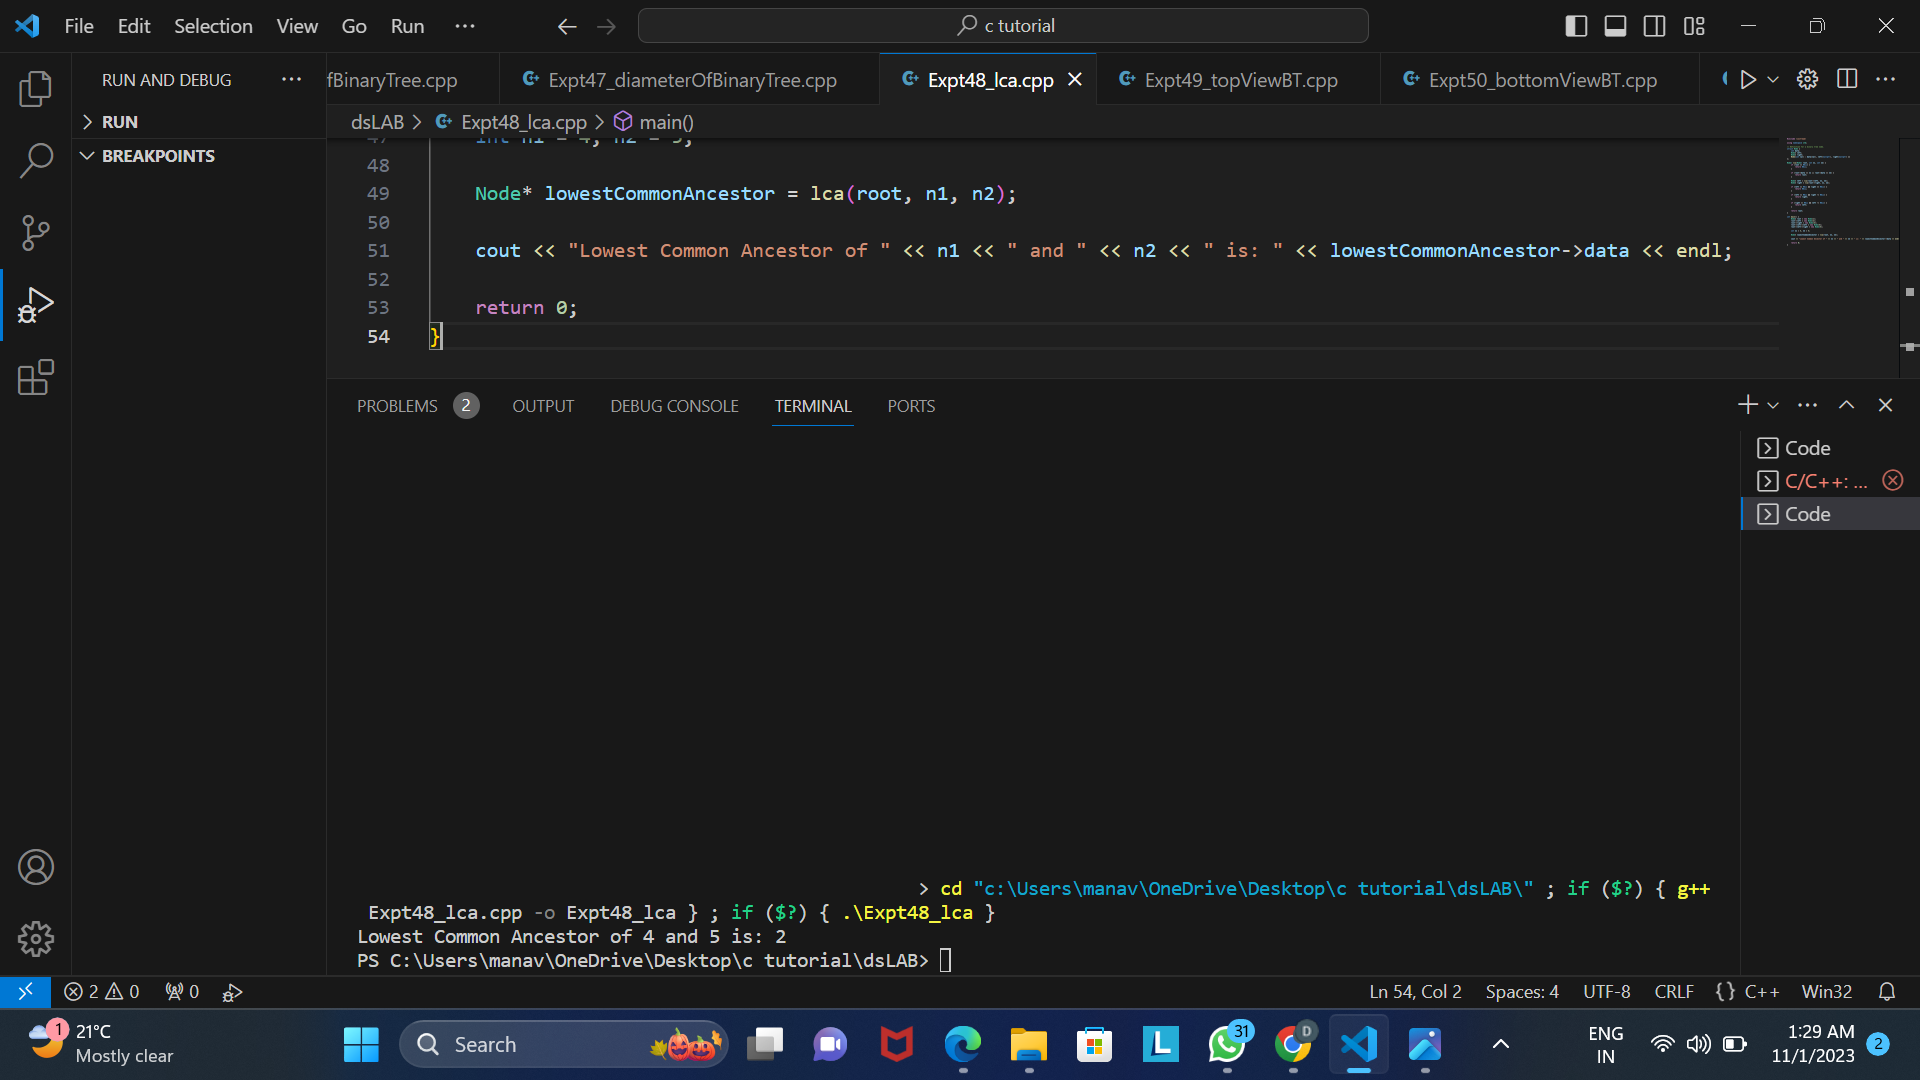 File Edit Selection View Go Run ··· c tutorial
RUN AND DEBUG ···
fBinaryTree.cpp Expt47_diameterOfBinaryTree.cpp Expt48_lca.cpp Expt49_topViewBT.cpp Expt50_bottomViewBT.cpp
RUN
BREAKPOINTS
dsLAB > Expt48_lca.cpp > main()
47 int n1 = 4, n2 = 5;
48
49 Node* lowestCommonAncestor = lca(root, n1, n2);
50
51 cout << "Lowest Common Ancestor of " << n1 << " and " << n2 << " is: " << lowestCommonAncestor->data << endl;
52
53 return 0;
54 }
PROBLEMS 2 OUTPUT DEBUG CONSOLE TERMINAL PORTS
Code
C/C++: ...
Code
> cd "c:\Users\manav\OneDrive\Desktop\c tutorial\dsLAB\" ; if ($?) { g++
Expt48_lca.cpp -o Expt48_lca } ; if ($?) { .\Expt48_lca }
Lowest Common Ancestor of 4 and 5 is: 2
PS C:\Users\manav\OneDrive\Desktop\c tutorial\dsLAB>
2 0 0 Ln 54, Col 2 Spaces: 4 UTF-8 CRLF {} C++ Win32
1 21°C
Mostly clear
Search
L
31
D
ENG
IN
1:29 AM
11/1/2023
2